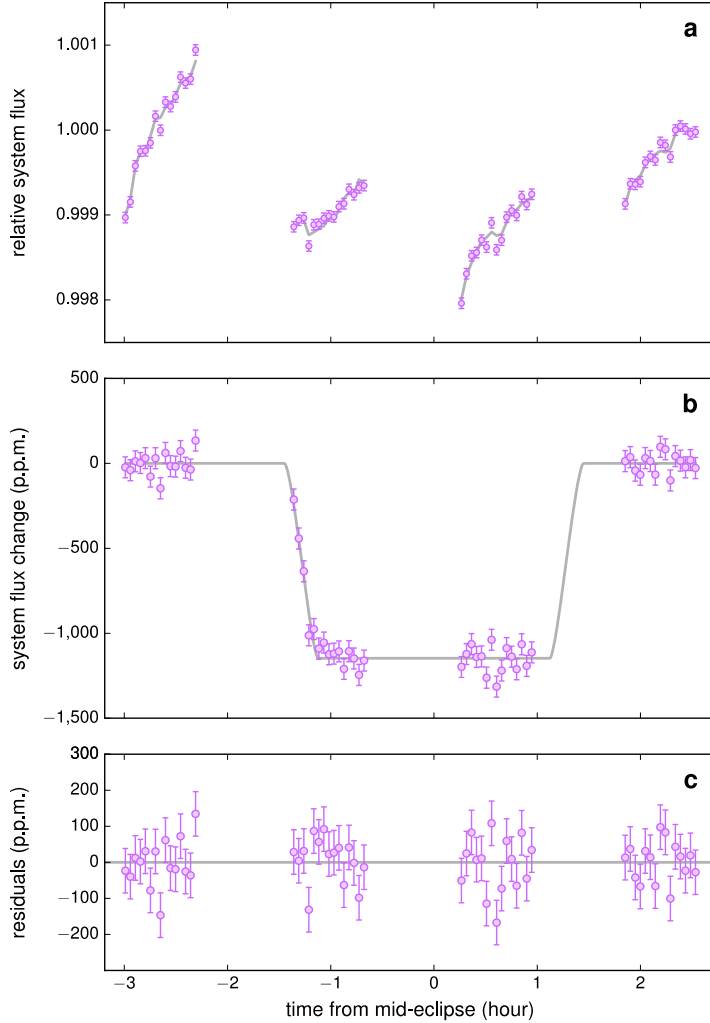 a
1.001
1.000
0.999
0.998
relative system flux
b
500
0
−500
−1,000
−1,500
system flux change (p.p.m.)
c
300
200
100
0
−100
−200
residuals (p.p.m.)
−3 −2 −1 0 1 2
time from mid-eclipse (hour)